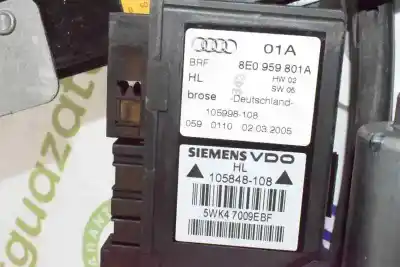 01A
BRF 8E0 959 801A
HL HW 02
SW 06
brose -Deutschland-
105998-108
059 0110 02.03.2005
SIEMENS VDO
HL
105848-108
5WK4 7009EBF